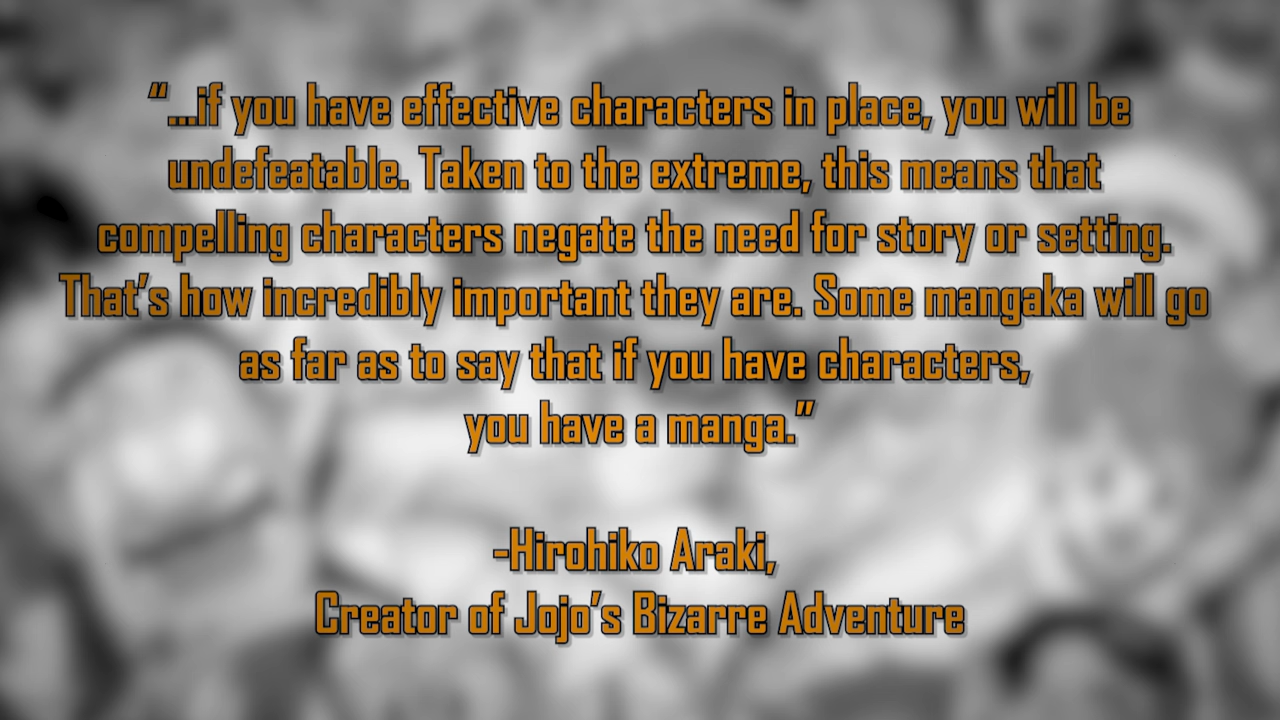 “...if you have effective characters in place, you will be
undefeatable. Taken to the extreme, this means that
compelling characters negate the need for story or setting.
That’s how incredibly important they are. Some mangaka will go
as far as to say that if you have characters,
you have a manga.”
-Hirohiko Araki,
Creator of Jojo’s Bizarre Adventure